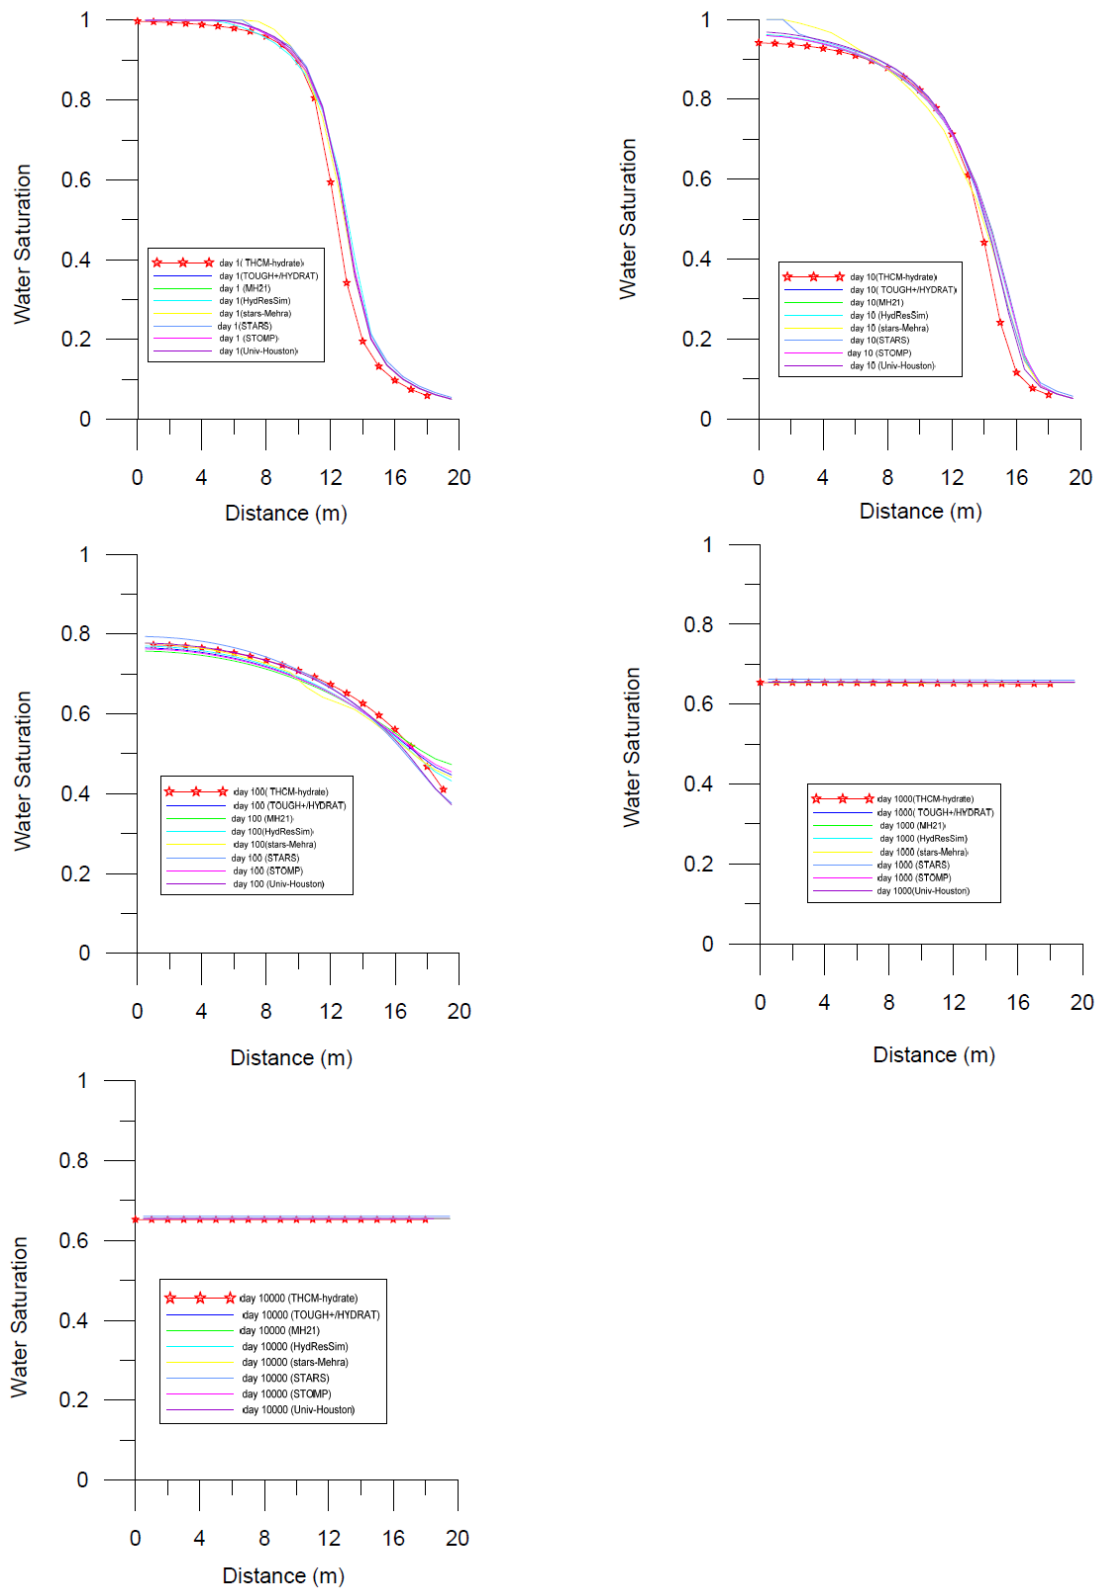 1
0.8
0.6
0.4
0.2
0
Water Saturation
day 1( THCM-hydrate)
day 1(TOUGH+/HYDRAT)
day 1 (MH21)
day 1(HydResSim)
day 1(stars-Mehra)
day 1(STARS)
day 1 (STOMP)
day 1(Univ-Houston)
0 4 8 12 16 20
Distance (m)
1
0.8
0.6
0.4
0.2
0
Water Saturation
day 10(THCM-hydrate)
day 10( TOUGH+/HYDRAT)
day 10(MH21)
day 10 (HydResSim)
day 10 (stars-Mehra)
day 10(STARS)
day 10 (STOMP)
day 10 (Univ-Houston)
0 4 8 12 16 20
Distance (m)
1
0.8
0.6
0.4
0.2
0
Water Saturation
day 100( THCM-hydrate)
day 100 (TOUGH+/HYDRAT)
day 100 (MH21)
day 100(HydResSim)
day 100(stars-Mehra)
day 100 (STARS)
day 100 (STOMP)
day 100 (Univ-Houston)
0 4 8 12 16 20
Distance (m)
1
0.8
0.6
0.4
0.2
0
Water Saturation
day 1000(THCM-hydrate)
day 1000( TOUGH+/HYDRAT)
day 1000 (MH21)
day 1000 (HydResSim)
day 1000 (stars-Mehra)
day 1000 (STARS)
day 1000 (STOMP)
day 1000(Univ-Houston)
0 4 8 12 16 20
Distance (m)
1
0.8
0.6
0.4
0.2
0
Water Saturation
day 10000 (THCM-hydrate)
day 10000 (TOUGH+/HYDRAT)
day 10000 (MH21)
day 10000 (HydResSim)
day 10000 (stars-Mehra)
day 10000 (STARS)
day 10000 (STOMP)
day 10000 (Univ-Houston)
0 4 8 12 16 20
Distance (m)